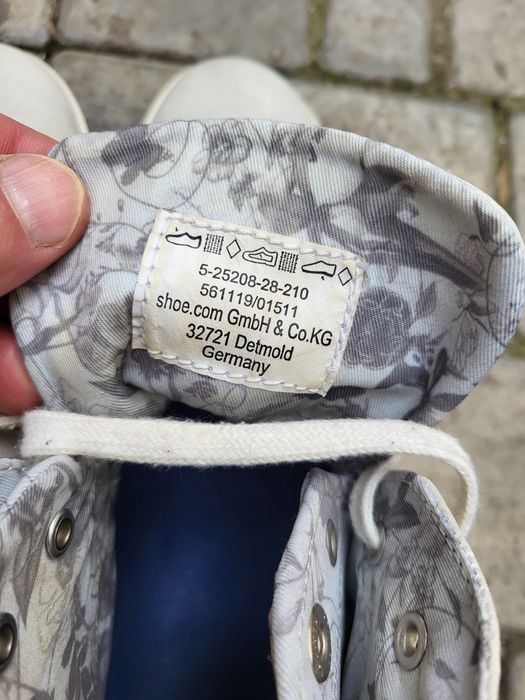 5-25208-28-210
561119/01511
shoe.com GmbH & Co.KG
32721 Detmold
Germany